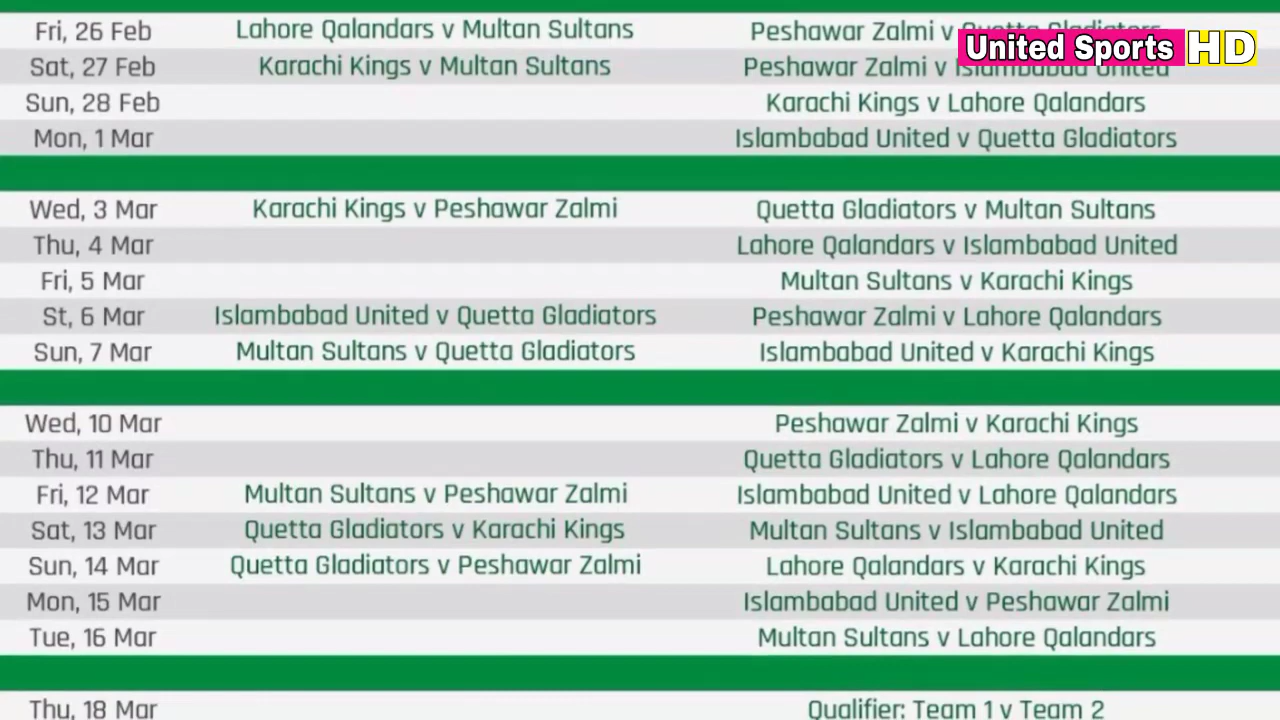 Fri, 26 Feb Lahore Qalandars v Multan Sultans Peshawar Zalmi v Quetta Gladiators
United Sports HD
Sat, 27 Feb Karachi Kings v Multan Sultans Peshawar Zalmi v Islambabad United
Sun, 28 Feb Karachi Kings v Lahore Qalandars
Mon, 1 Mar Islambabad United v Quetta Gladiators
Wed, 3 Mar Karachi Kings v Peshawar Zalmi Quetta Gladiators v Multan Sultans
Thu, 4 Mar Lahore Qalandars v Islambabad United
Fri, 5 Mar Multan Sultans v Karachi Kings
St, 6 Mar Islambabad United v Quetta Gladiators Peshawar Zalmi v Lahore Qalandars
Sun, 7 Mar Multan Sultans v Quetta Gladiators Islambabad United v Karachi Kings
Wed, 10 Mar Peshawar Zalmi v Karachi Kings
Thu, 11 Mar Quetta Gladiators v Lahore Qalandars
Fri, 12 Mar Multan Sultans v Peshawar Zalmi Islambabad United v Lahore Qalandars
Sat, 13 Mar Quetta Gladiators v Karachi Kings Multan Sultans v Islambabad United
Sun, 14 Mar Quetta Gladiators v Peshawar Zalmi Lahore Qalandars v Karachi Kings
Mon, 15 Mar Islambabad United v Peshawar Zalmi
Tue, 16 Mar Multan Sultans v Lahore Qalandars
Thu, 18 Mar Qualifier: Team 1 v Team 2